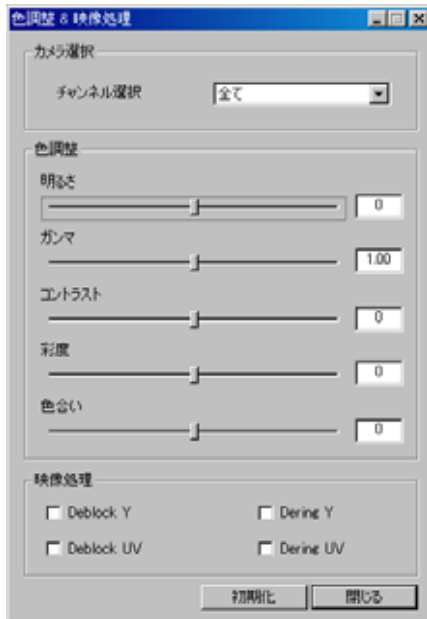 色調整 & 映像処理
カメラ選択
チャンネル選択 全て
色調整
明るさ
0
ガンマ
1.00
コントラスト
0
彩度
0
色合い
0
映像処理
Deblock Y Dering Y
Deblock UV Dering UV
初期化 閉じる